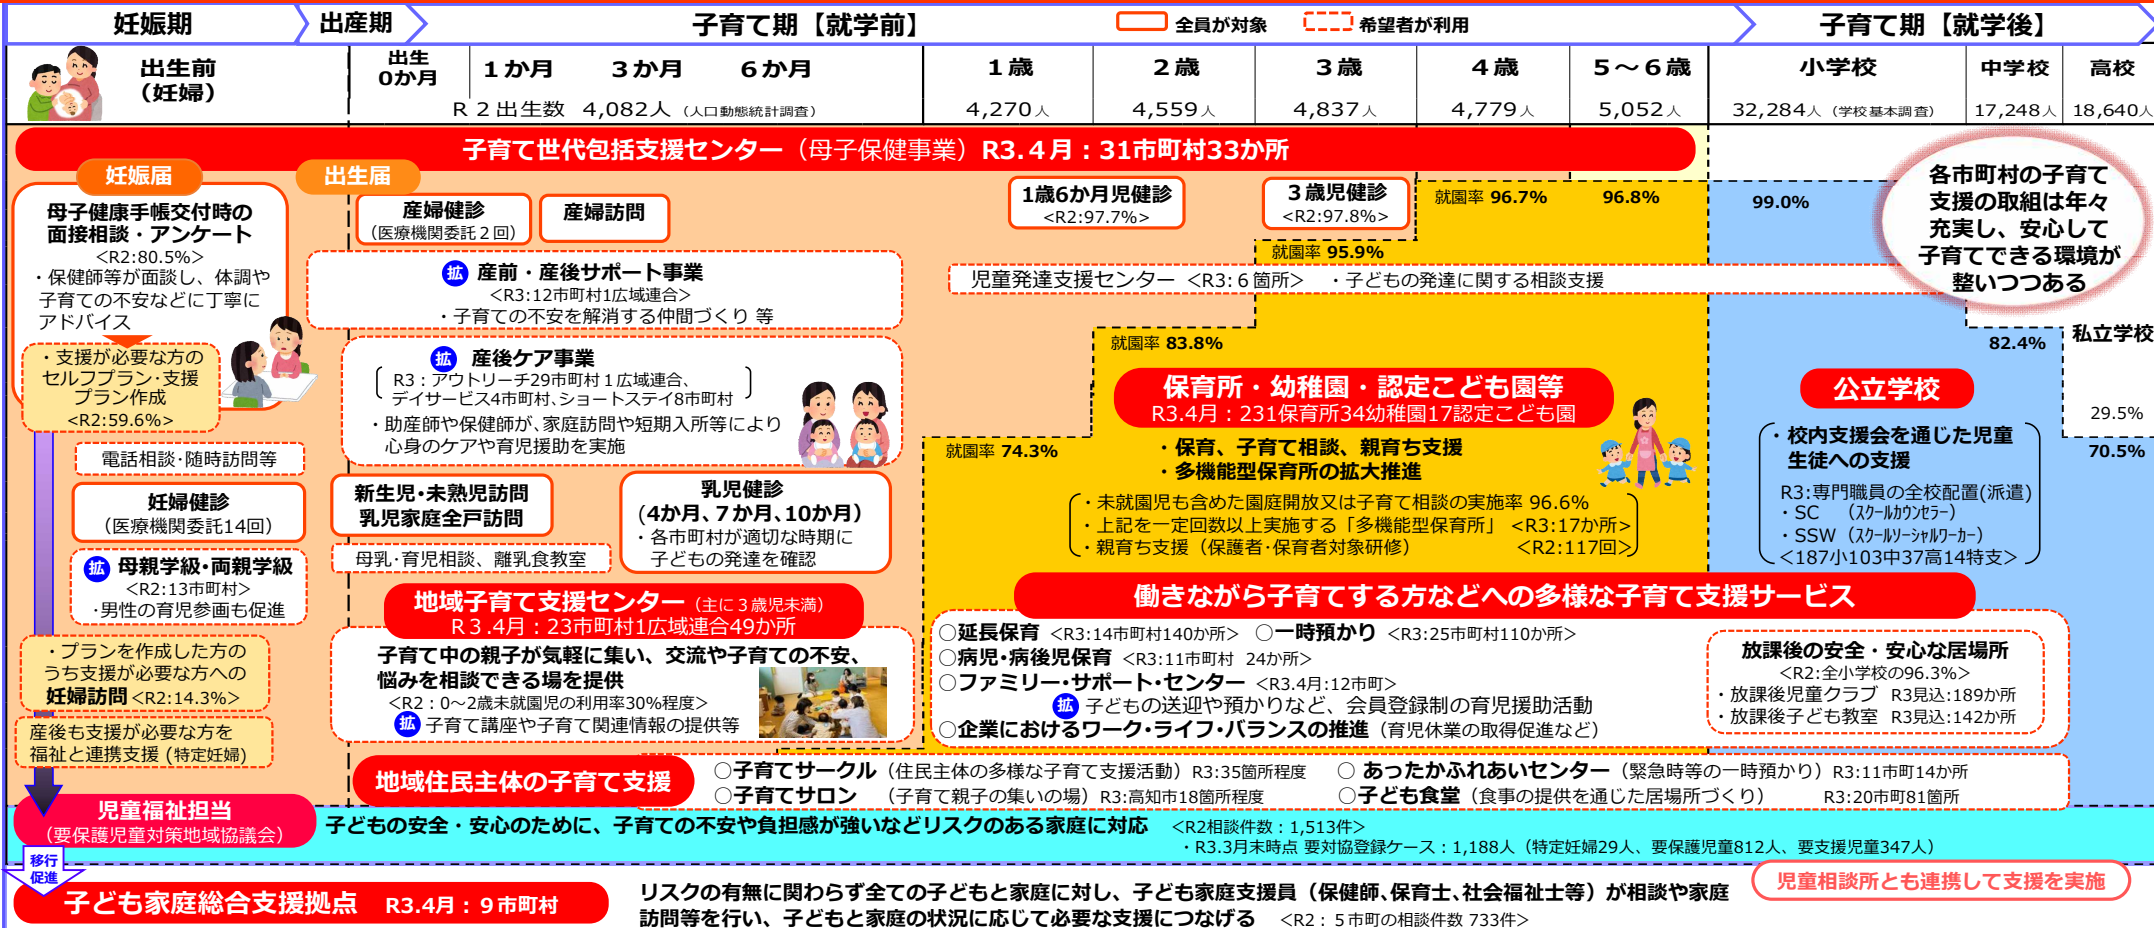 妊娠期
出産期
子育て期【就学前】
全員が対象
希望者が利用
子育て期【就学後】
出生前
(妊婦)
出生
0か月
1か月
3か月
6か月
1歳
2歳
3歳
4歳
5～6歳
小学校
中学校
高校
R2出生数 4,082人（人口動態統計調査）
4,270人
4,559人
4,837人
4,779人
5,052人
32,284人（学校基本調査）
17,248人
18,640人
子育て世代包括支援センター（母子保健事業）R3.4月：31市町村33か所
各市町村の子育て
支援の取組は年々
充実し、安心して
子育てできる環境が
整いつつある
妊娠届
出生届
母子健康手帳交付時の
面接相談・アンケート
<R2:80.5%>
・保健師等が面談し、体調や
子育ての不安などに丁寧に
アドバイス
・支援が必要な方の
セルフプラン・支援
プラン作成
<R2:59.6%>
電話相談・随時訪問等
妊婦健診
（医療機関委託14回）
拡 母親学級・両親学級
<R2:13市町村>
・男性の育児参画も促進
・プランを作成した方の
うち支援が必要な方への
妊婦訪問 <R2:14.3%>
産後も支援が必要な方を
福祉と連携支援 (特定妊婦)
産婦健診
（医療機関委託2回）
産婦訪問
拡 産前・産後サポート事業
<R3:12市町村1広域連合>
・子育ての不安を解消する仲間づくり 等
拡 産後ケア事業
R3：アウトリーチ29市町村1広域連合、
デイサービス4市町村、ショートステイ8市町村
・助産師や保健師が、家庭訪問や短期入所等により
心身のケアや育児援助を実施
新生児・未熟児訪問
乳児家庭全戸訪問
母乳・育児相談、離乳食教室
乳児健診
(4か月、7か月、10か月)
・各市町村が適切な時期に
子どもの発達を確認
地域子育て支援センター（主に3歳児未満）
R3.4月：23市町村1広域連合49か所
子育て中の親子が気軽に集い、交流や子育ての不安、
悩みを相談できる場を提供
<R2：0～2歳未就園児の利用率30%程度>
拡 子育て講座や子育て関連情報の提供等
1歳6か月児健診
<R2:97.7%>
3歳児健診
<R2:97.8%>
就園率 96.7%
96.8%
99.0%
就園率 95.9%
児童発達支援センター <R3:6箇所> ・子どもの発達に関する相談支援
就園率 83.8%
82.4%
私立学校
保育所・幼稚園・認定こども園等
R3.4月：231保育所34幼稚園17認定こども園
公立学校
29.5%
就園率 74.3%
70.5%
・保育、子育て相談、親育ち支援
・多機能型保育所の拡大推進
・未就園児も含めた園庭開放又は子育て相談の実施率 96.6%
・上記を一定回数以上実施する「多機能型保育所」 <R3:17か所>
・親育ち支援（保護者・保育者対象研修） <R2:117回>
・校内支援会を通じた児童
生徒への支援
R3:専門職員の全校配置(派遣)
・SC （スクールカウンセラー）
・SSW（スクールソーシャルワーカー）
<187小103中37高14特支>
働きながら子育てする方などへの多様な子育て支援サービス
○延長保育 <R3:14市町村140か所> ○一時預かり <R3:25市町村110か所>
○病児・病後児保育 <R3:11市町村 24か所>
○ファミリー・サポート・センター <R3.4月:12市町>
拡 子どもの送迎や預かりなど、会員登録制の育児援助活動
○企業におけるワーク・ライフ・バランスの推進（育児休業の取得促進など）
放課後の安全・安心な居場所
<R2:全小学校の96.3%>
・放課後児童クラブ R3見込:189か所
・放課後子ども教室 R3見込:142か所
地域住民主体の子育て支援
○子育てサークル（住民主体の多様な子育て支援活動）R3:35箇所程度 ○ あったかふれあいセンター（緊急時等の一時預かり）R3:11市町14か所
○子育てサロン （子育て親子の集いの場）R3:高知市18箇所程度 ○子ども食堂（食事の提供を通じた居場所づくり） R3:20市町81箇所
児童福祉担当
（要保護児童対策地域協議会）
子どもの安全・安心のために、子育ての不安や負担感が強いなどリスクのある家庭に対応 <R2相談件数：1,513件>
・R3.3月末時点 要対協登録ケース：1,188人（特定妊婦29人、要保護児童812人、要支援児童347人）
移行
促進
子ども家庭総合支援拠点 R3.4月：9市町村
リスクの有無に関わらず全ての子どもと家庭に対し、子ども家庭支援員（保健師、保育士、社会福祉士等）が相談や家庭
訪問等を行い、子どもと家庭の状況に応じて必要な支援につなげる <R2：5市町の相談件数 733件>
児童相談所とも連携して支援を実施